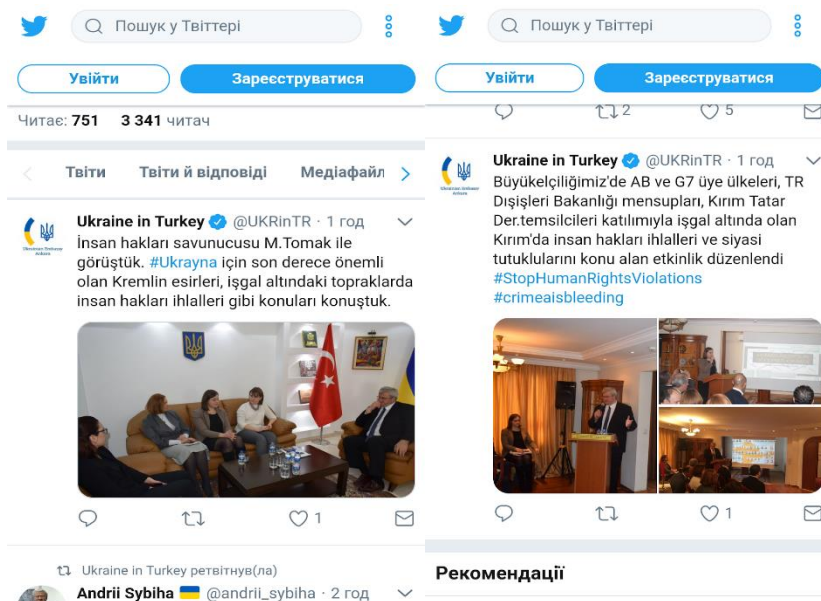 Пошук у Твіттері
Увійти
Зареєструватися
Читає: 751 3 341 читач
Твіти Твіти й відповіді Медіафайл
Ukraine in Turkey @UKRinTR · 1 год
İnsan hakları savunucusu M.Tomak ile
görüştük. #Ukrayna için son derece önemli
olan Kremlin esirleri, işgal altındaki topraklarda
insan hakları ihlalleri gibi konuları konuştuk.
1
Ukraine in Turkey ретвітнув(ла)
Andrii Sybiha @andrii_sybiha · 2 год
Пошук у Твіттері
Увійти
Зареєструватися
2 5
Ukraine in Turkey @UKRinTR · 1 год
Büyükelçiliğimiz'de AB ve G7 üye ülkeleri, TR
Dışişleri Bakanlığı mensupları, Kırım Tatar
Der.temsilcileri katılımıyla işgal altında olan
Kırım'da insan hakları ihlalleri ve siyasi
tutuklularını konu alan etkinlik düzenlendi
#StopHumanRightsViolations
#crimeaisbleeding
1
Рекомендації